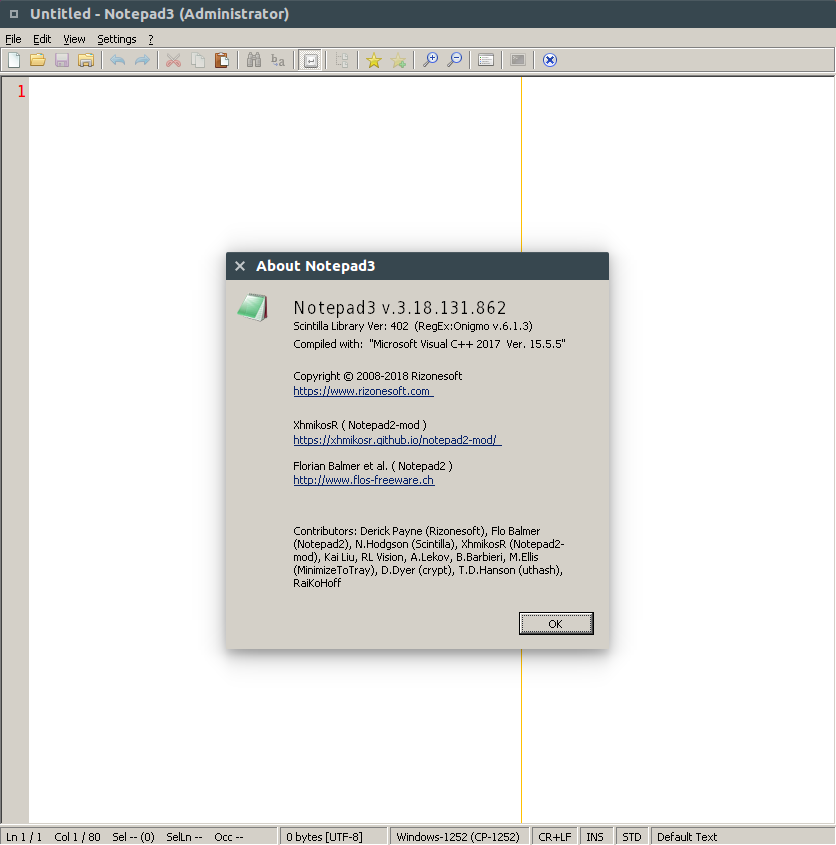 Untitled - Notepad3 (Administrator)
File Edit View Settings ?
1
About Notepad3
Notepad3 v.3.18.131.862
Scintilla Library Ver: 402 (RegEx:Onigmo v.6.1.3)
Compiled with: "Microsoft Visual C++ 2017 Ver. 15.5.5"
Copyright © 2008-2018 Rizonesoft
https://www.rizonesoft.com
XhmikosR ( Notepad2-mod )
https://xhmikosr.github.io/notepad2-mod/
Florian Balmer et al. ( Notepad2 )
http://www.flos-freeware.ch
Contributors: Derick Payne (Rizonesoft), Flo Balmer
(Notepad2), N.Hodgson (Scintilla), XhmikosR (Notepad2-
mod), Kai Liu, RL Vision, A.Lekov, B.Barbieri, M.Ellis
(MinimizeToTray), D.Dyer (crypt), T.D.Hanson (uthash),
RaiKoHoff
OK
Ln 1 / 1 Col 1 / 80 Sel -- (0) SelLn -- Occ -- 0 bytes [UTF-8] Windows-1252 (CP-1252) CR+LF INS STD Default Text